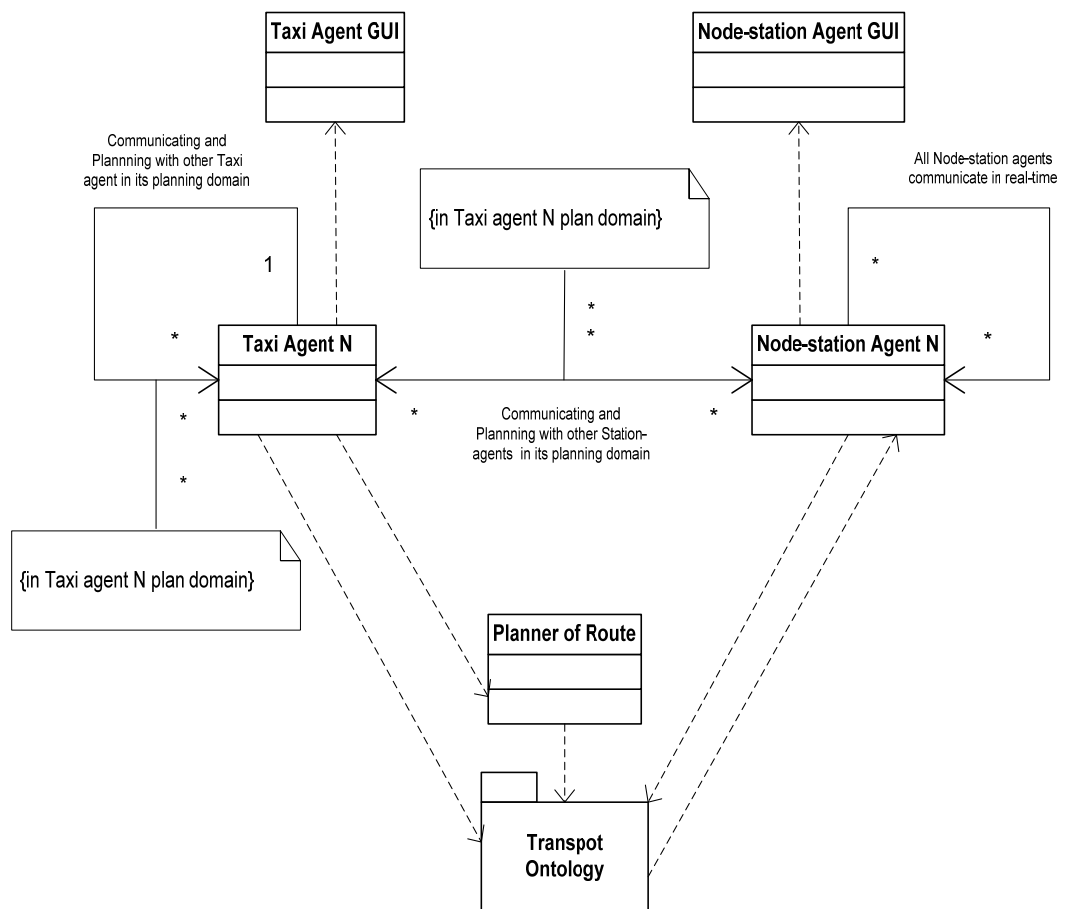 Taxi Agent GUI
Node-station Agent GUI
Communicating and
Plannning with other Taxi
agent in its planning domain
All Node-station agents
communicate in real-time
{in Taxi agent N plan domain}
1
*
*
*
*
*
*
Taxi Agent N
Node-station Agent N
*
*
*
*
Communicating and
Plannning with other Station-
agents in its planning domain
{in Taxi agent N plan domain}
Planner of Route
Transpot
Ontology